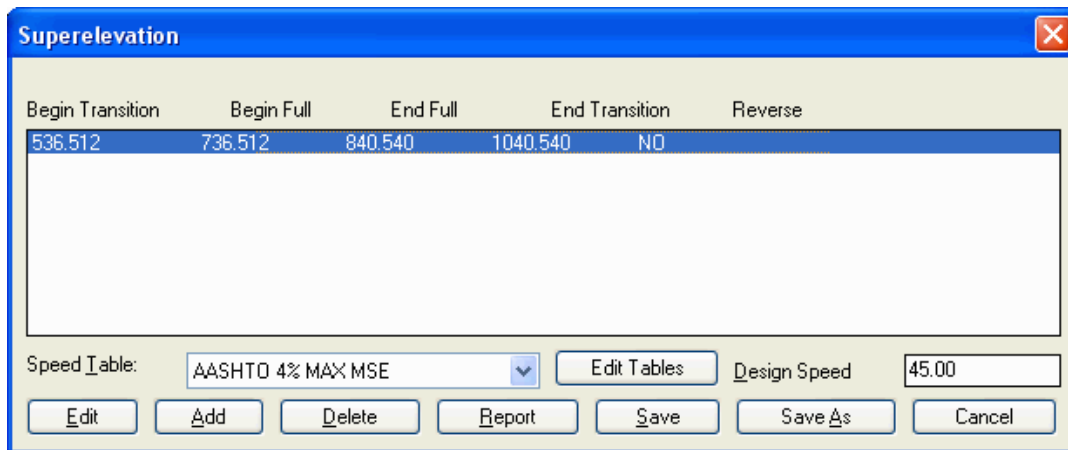 Superelevation
Begin Transition Begin Full End Full End Transition Reverse
536.512 736.512 840.540 1040.540 NO
Speed Table: AASHTO 4% MAX MSE Edit Tables Design Speed 45.00
Edit Add Delete Report Save Save As Cancel